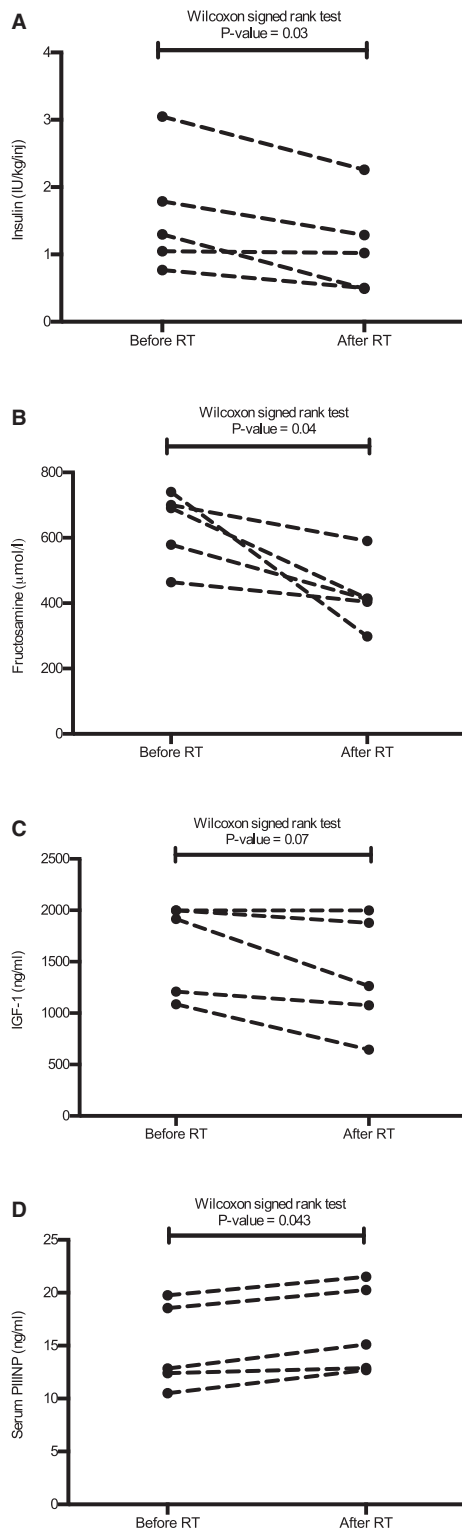 A
Wilcoxon signed rank test
P-value = 0.03
4
3
2
1
0
Insulin (IU/kg/inj)
Before RT
After RT
B
Wilcoxon signed rank test
P-value = 0.04
800
600
400
200
0
Fructosamine (μmol/l)
Before RT
After RT
C
Wilcoxon signed rank test
P-value = 0.07
2500
2000
1500
1000
500
0
IGF-1 (ng/ml)
Before RT
After RT
D
Wilcoxon signed rank test
P-value = 0.043
25
20
15
10
5
0
Serum PIIINP (ng/ml)
Before RT
After RT